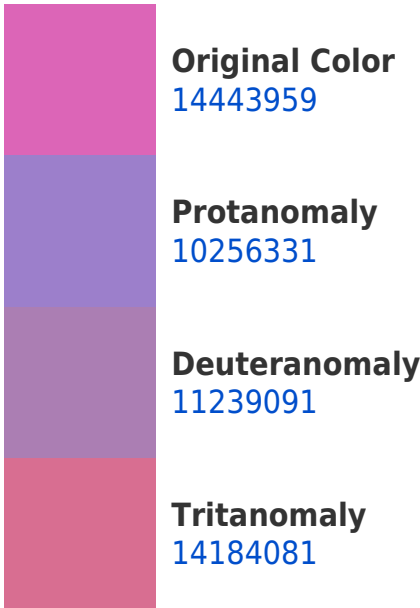 Original Color
14443959
Protanomaly
10256331
Deuteranomaly
11239091
Tritanomaly
14184081